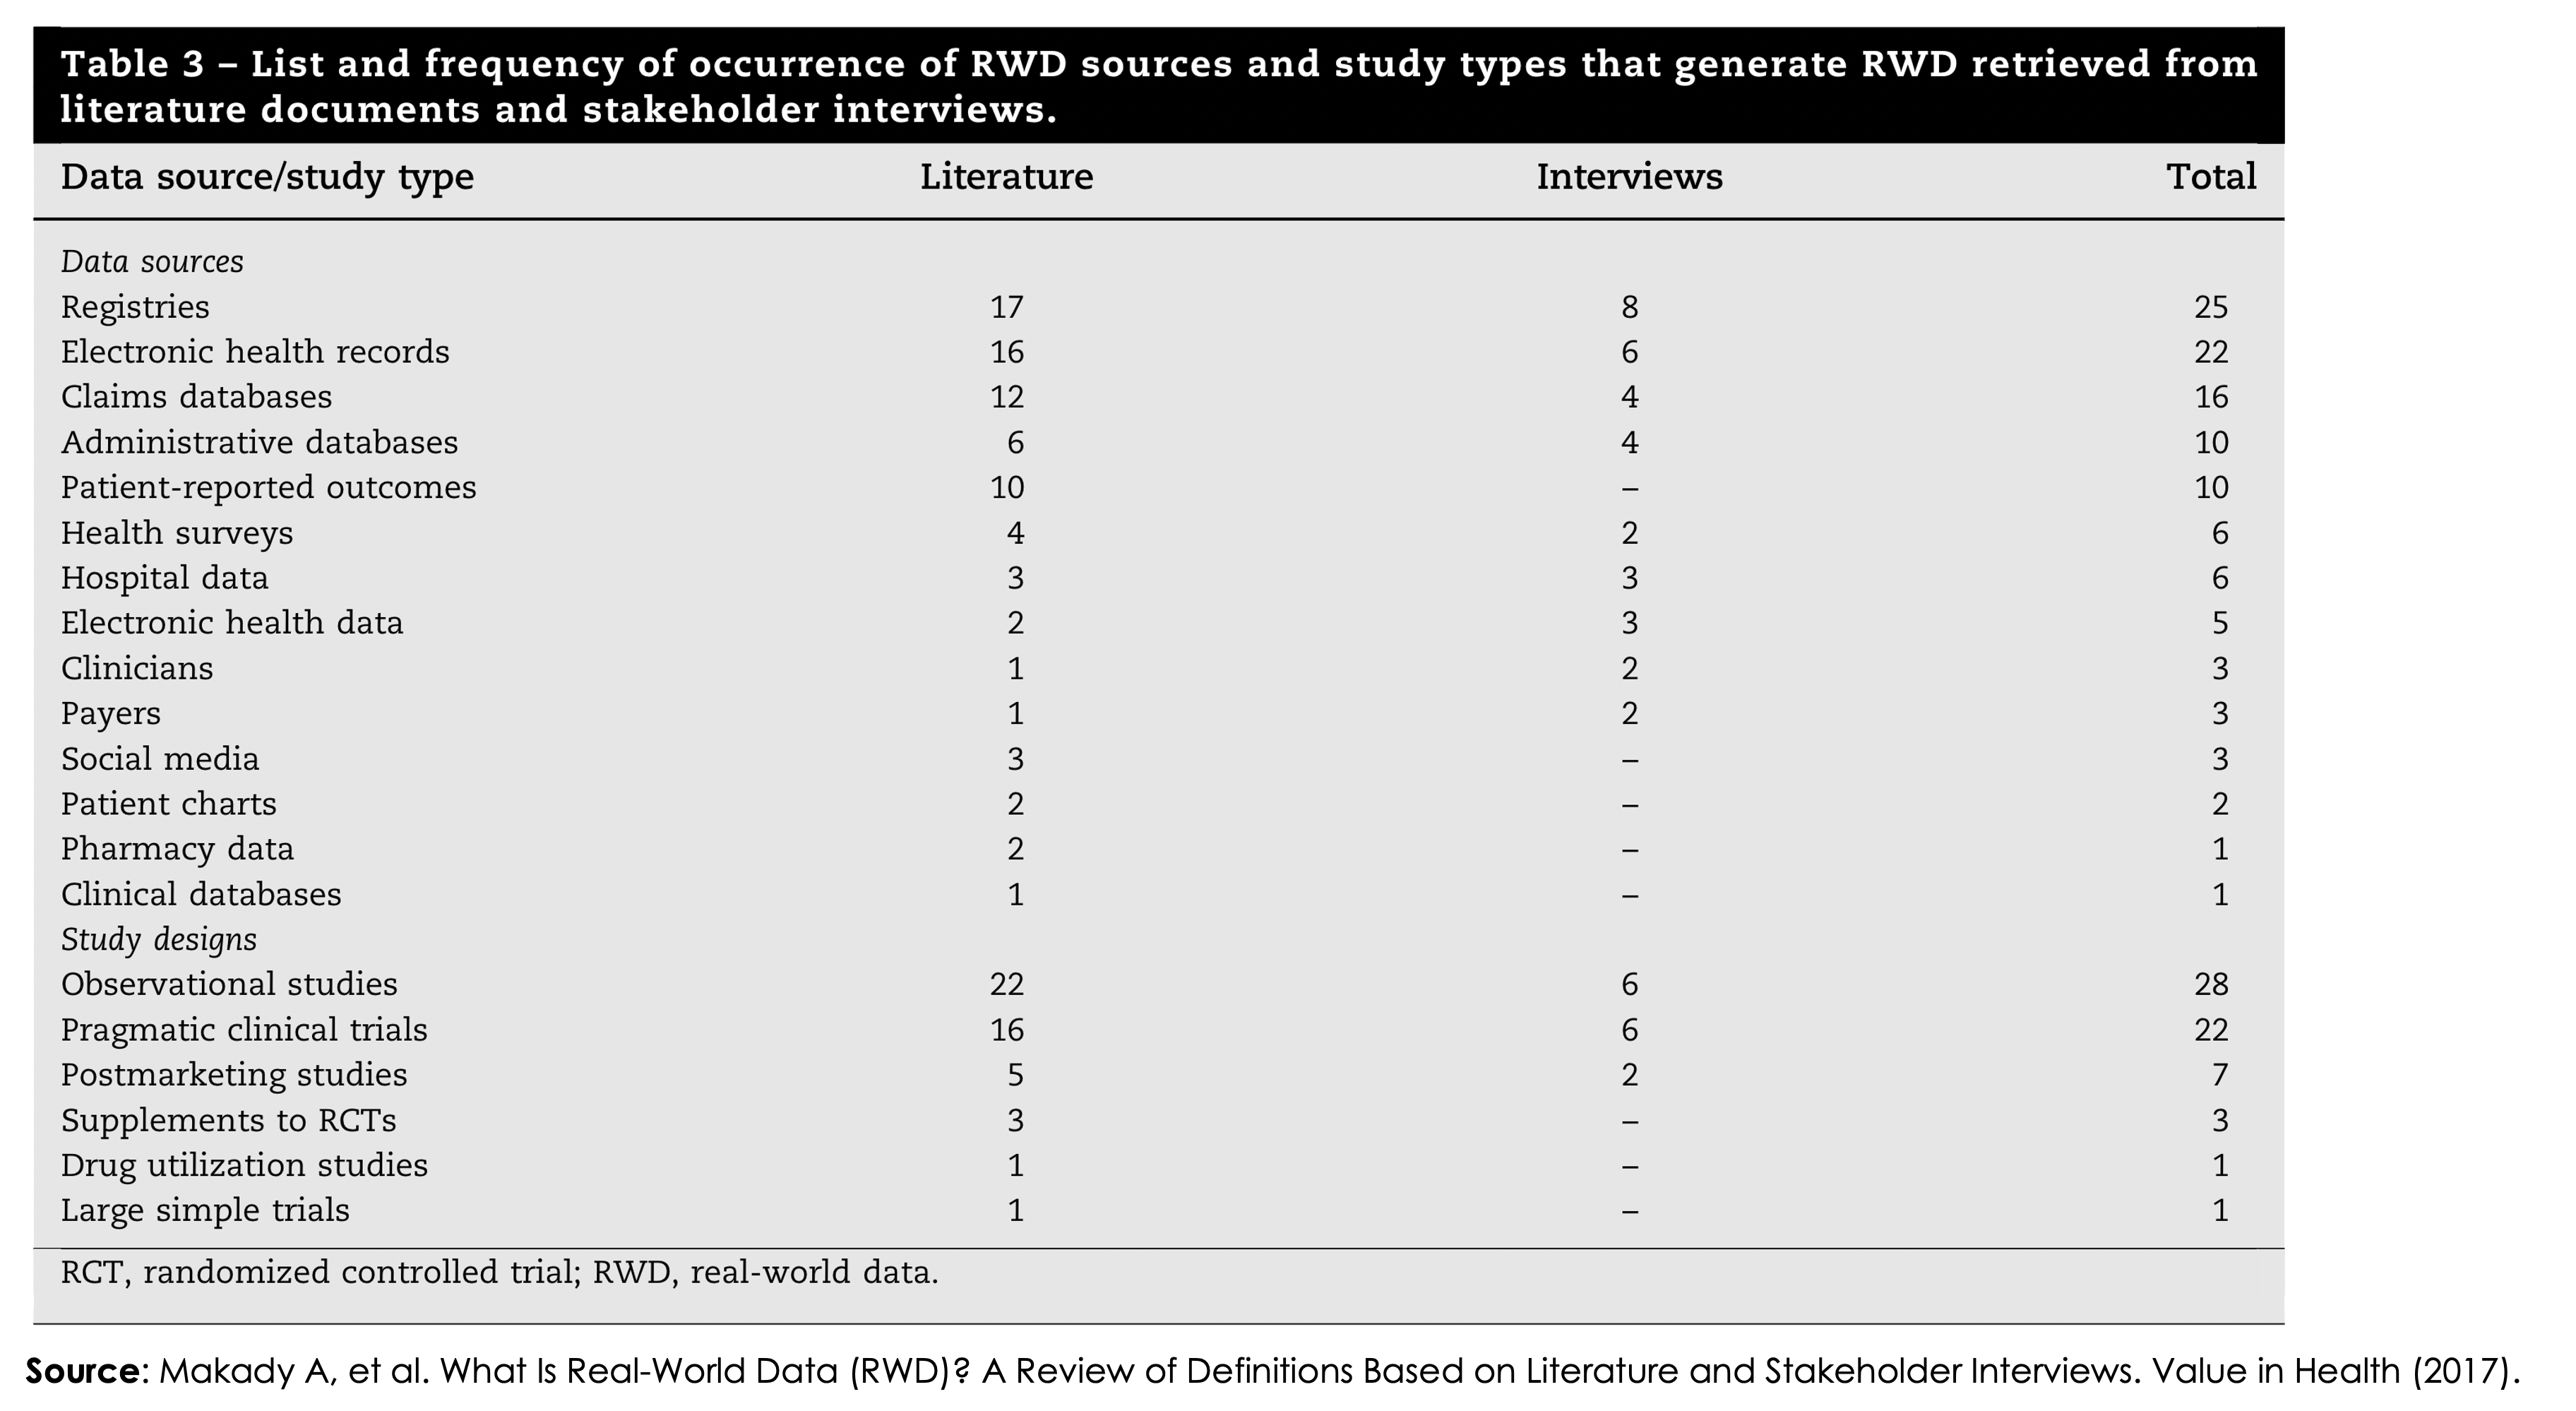 Table 3 – List and frequency of occurrence of RWD sources and study types that generate RWD retrieved from
literature documents and stakeholder interviews.
Data source/study type Literature Interviews Total
Data sources
Registries 17 8 25
Electronic health records 16 6 22
Claims databases 12 4 16
Administrative databases 6 4 10
Patient-reported outcomes 10 – 10
Health surveys 4 2 6
Hospital data 3 3 6
Electronic health data 2 3 5
Clinicians 1 2 3
Payers 1 2 3
Social media 3 – 3
Patient charts 2 – 2
Pharmacy data 2 – 1
Clinical databases 1 – 1
Study designs
Observational studies 22 6 28
Pragmatic clinical trials 16 6 22
Postmarketing studies 5 2 7
Supplements to RCTs 3 – 3
Drug utilization studies 1 – 1
Large simple trials 1 – 1
RCT, randomized controlled trial; RWD, real-world data.
Source: Makady A, et al. What Is Real-World Data (RWD)? A Review of Definitions Based on Literature and Stakeholder Interviews. Value in Health (2017).